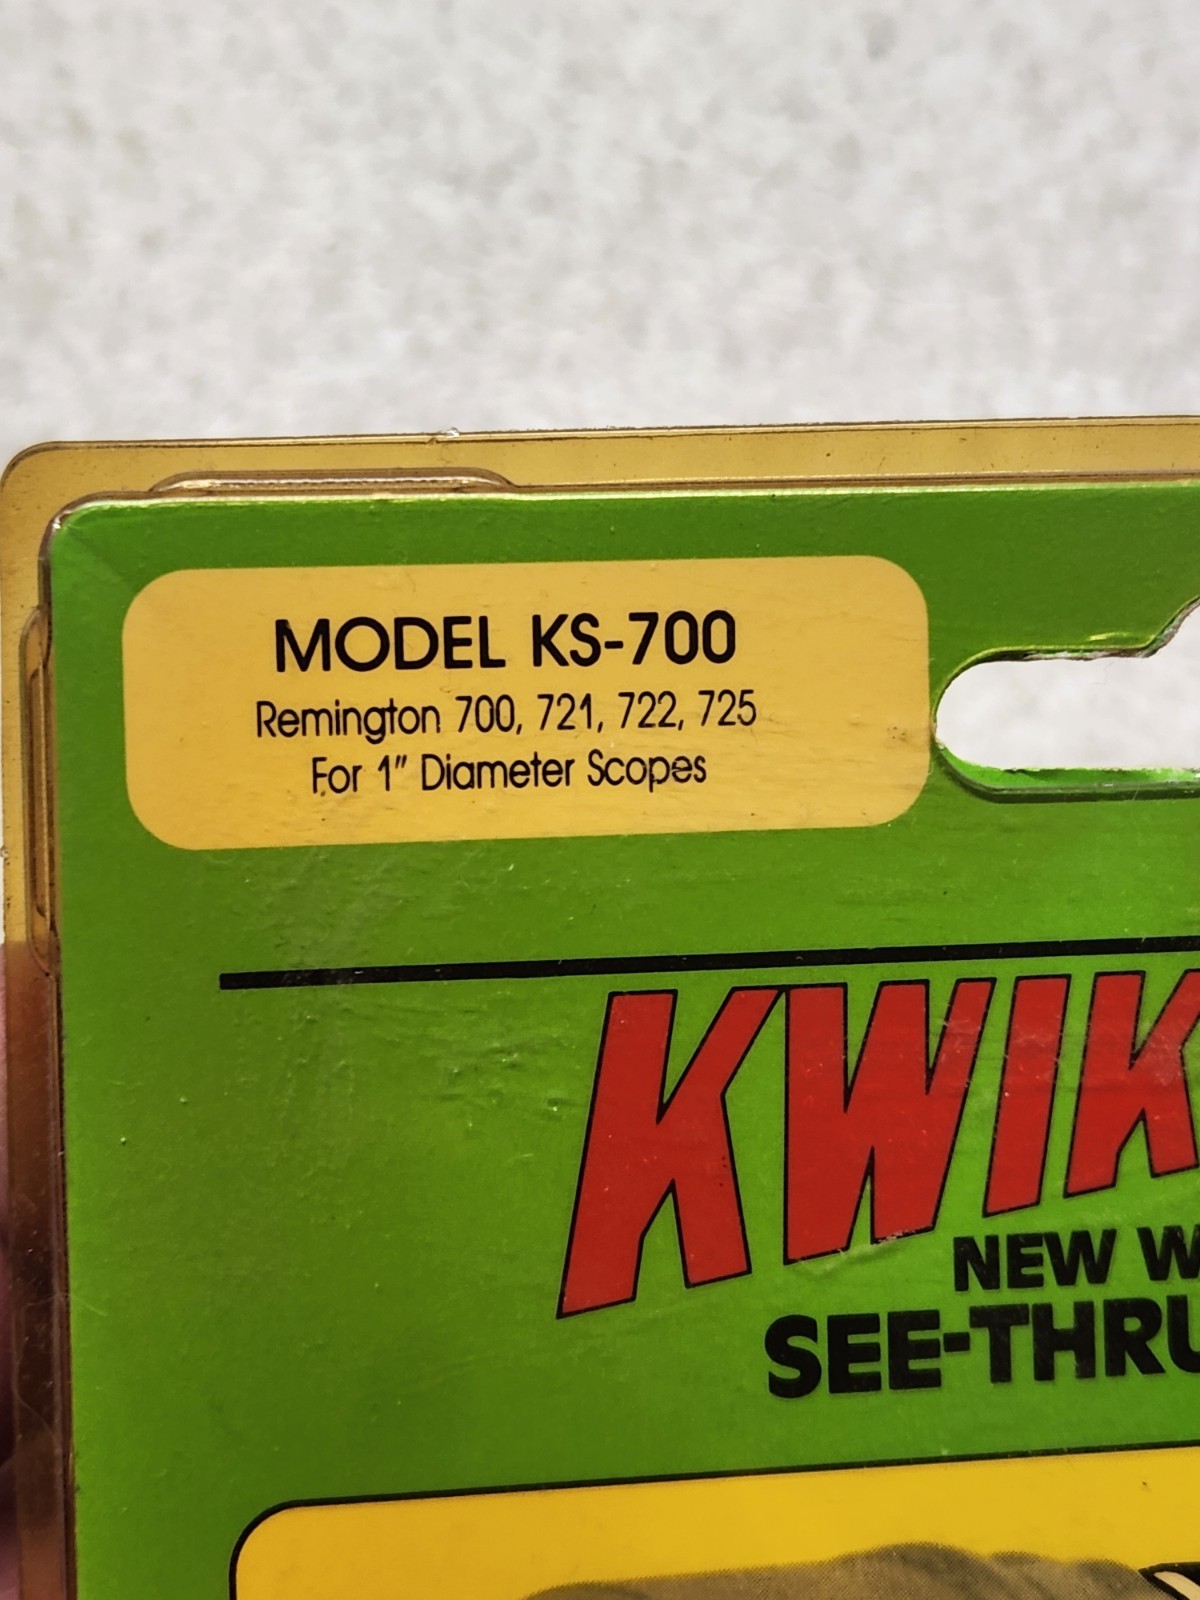 MODEL KS-700
Remington 700, 721, 722, 725
For 1" Diameter Scopes
KWIK
NEW W
SEE-THRU